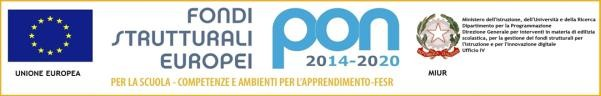 UNIONE EUROPEA
FONDI
STRUTTURALI
EUROPEI
pon
2014-2020
PER LA SCUOLA - COMPETENZE E AMBIENTI PER L'APPRENDIMENTO-FESR
Ministero dell'Istruzione, dell'Università e della Ricerca
Dipartimento per la Programmazione
Direzione Generale per interventi in materia di edilizia
scolastica, per la gestione dei fondi strutturali per
l'istruzione e per l'innovazione digitale
Ufficio IV
MIUR